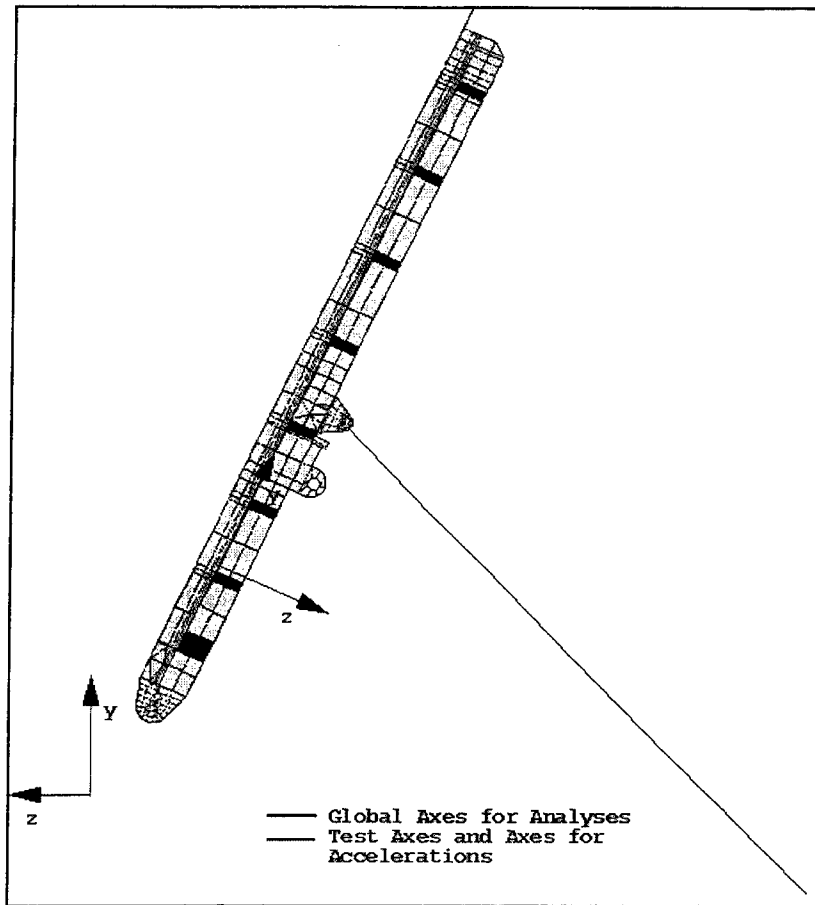 z
y
z
Global Axes for Analyses
Test Axes and Axes for
Accelerations